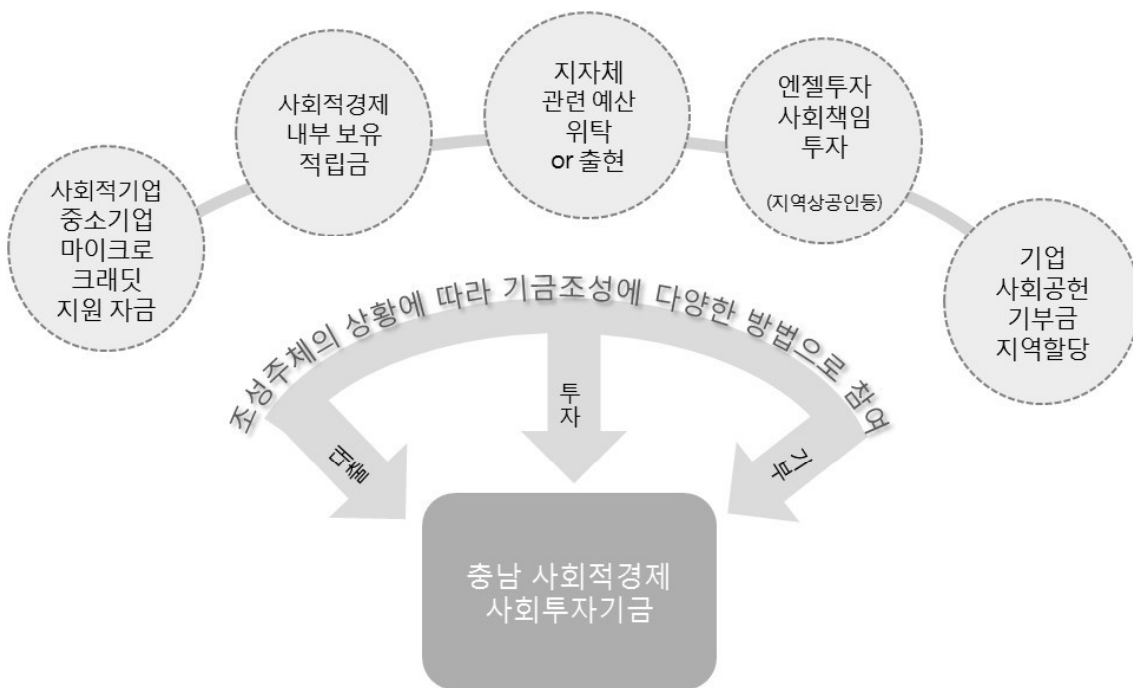 사회적기업
중소기업
마이크로
크래딧
지원 자금
사회적경제
내부 보유
적립금
지자체
관련 예산
위탁
or 출현
엔젤투자
사회책임
투자
(지역상공인등)
기업
사회공헌
기부금
지역할당
조성주체의 상황에 따라 기금조성에 다양한 방법으로 참여
대출
투자
기부
충남 사회적경제
사회투자기금